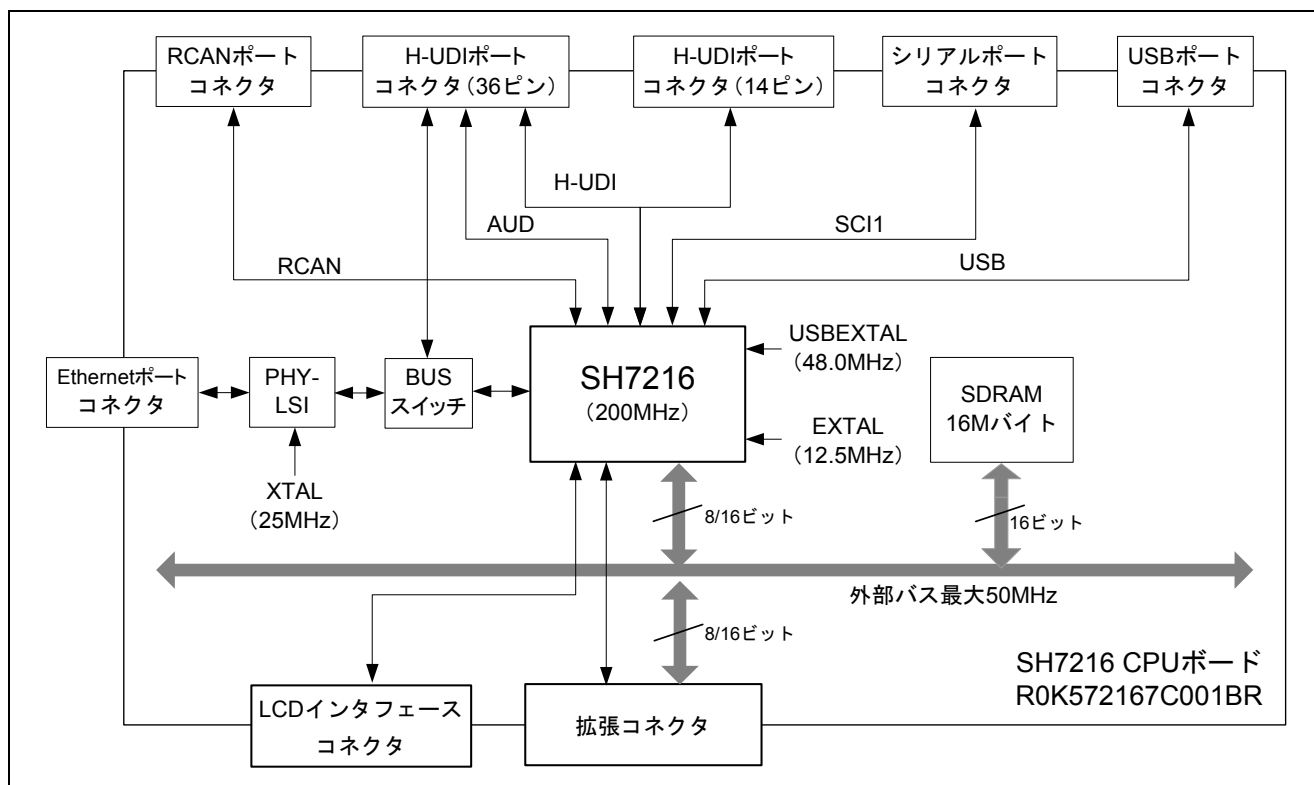 RCANポート
コネクタ
H-UDIポート
コネクタ(36ピン)
H-UDIポート
コネクタ(14ピン)
シリアルポート
コネクタ
USBポート
コネクタ
H-UDI
AUD
SCI1
RCAN
USB
Ethernetポート
コネクタ
PHY-
LSI
BUS
スイッチ
SH7216
(200MHz)
USBEXTAL
(48.0MHz)
EXTAL
(12.5MHz)
SDRAM
16Mバイト
XTAL
(25MHz)
8/16ビット
16ビット
外部バス最大50MHz
8/16ビット
SH7216 CPUボード
R0K572167C001BR
LCDインタフェース
コネクタ
拡張コネクタ